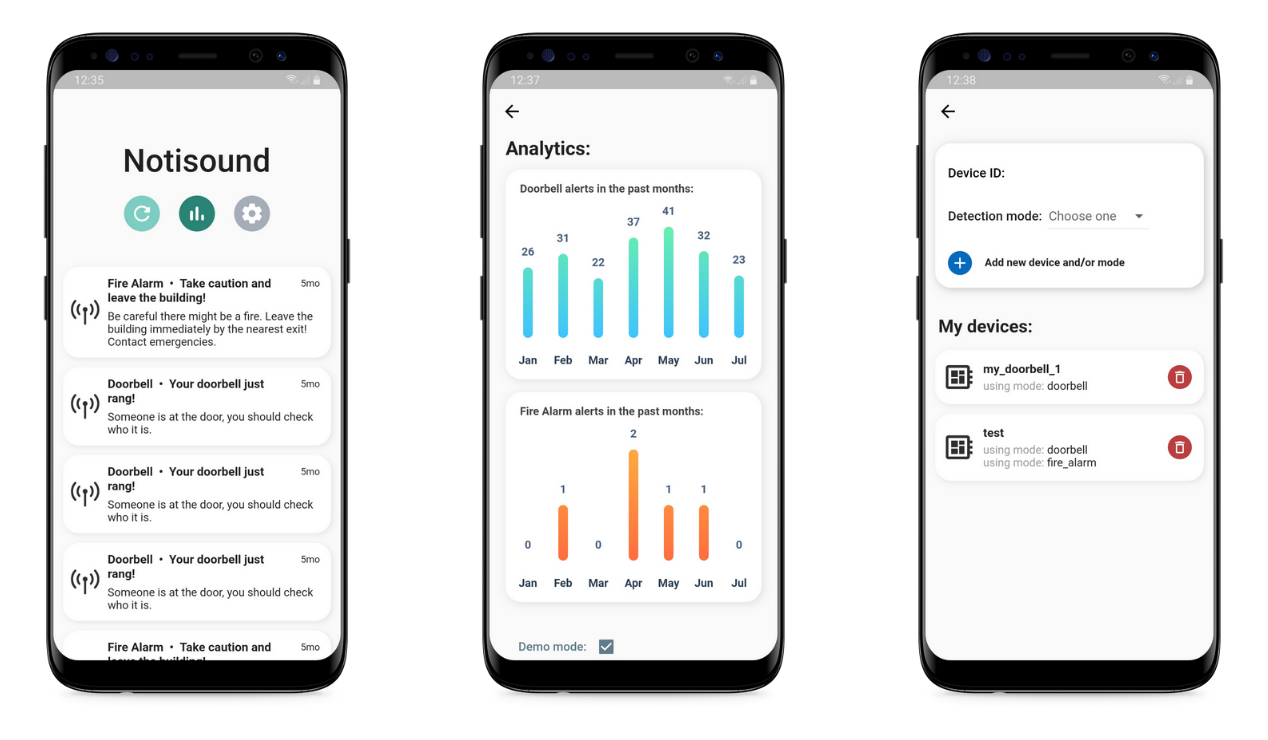 12:35
Notisound
Fire Alarm • Take caution and 5mo
leave the building!
Be careful there might be a fire. Leave the
building immediately by the nearest exit!
Contact emergencies.
Doorbell • Your doorbell just 5mo
rang!
Someone is at the door, you should check
who it is.
Doorbell • Your doorbell just 5mo
rang!
Someone is at the door, you should check
who it is.
Doorbell • Your doorbell just 5mo
rang!
Someone is at the door, you should check
who it is.
Fire Alarm • Take caution and 5mo
leave the building!
12:37
Analytics:
Doorbell alerts in the past months:
26 31 22 37 41 32 23
Jan Feb Mar Apr May Jun Jul
Fire Alarm alerts in the past months:
0 1 0 2 1 1 0
Jan Feb Mar Apr May Jun Jul
Demo mode:
12:38
Device ID:
Detection mode: Choose one
Add new device and/or mode
My devices:
my_doorbell_1
using mode: doorbell
test
using mode: doorbell
using mode: fire_alarm